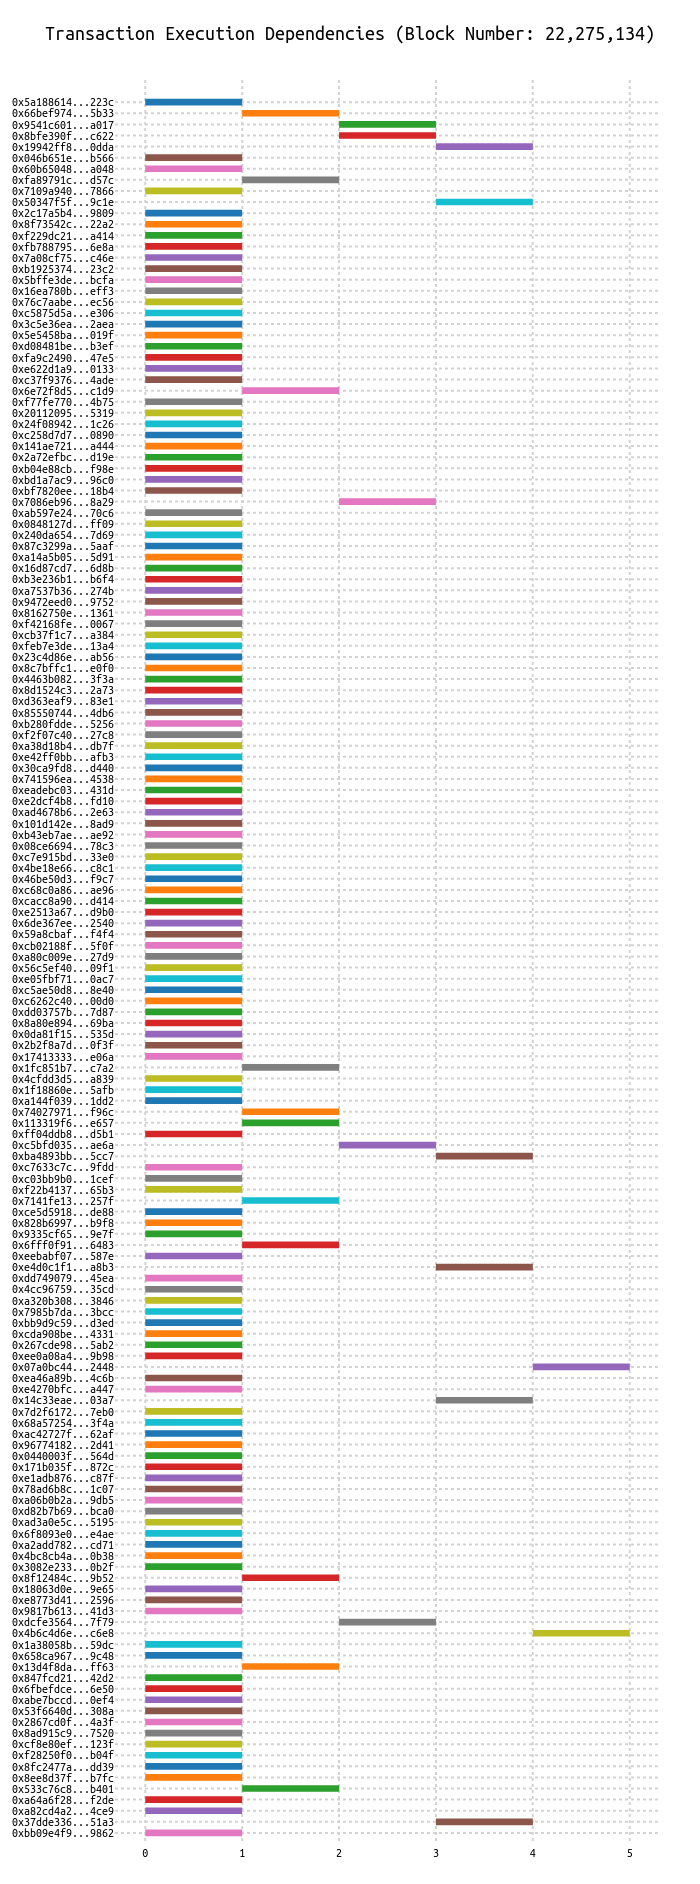 Transaction Execution Dependencies (Block Number: 22,275,134)
0x5a188614...223c
0x66bef974...5b33
0x9541c601...a017
0x8bfe390f...c622
0x19942ff8...0dda
0x046b651e...b566
0x60b65048...a048
0xfa89791c...d57c
0x7109a940...7866
0x50347f5f...9c1e
0x2c17a5b4...9809
0x8f73542c...22a2
0xf229dc21...a414
0xfb788795...6e8a
0x7a08cf75...c46e
0xb1925374...23c2
0x5bffe3de...bcfa
0x16ea780b...eff3
0x76c7aabe...ec56
0xc5875d5a...e306
0x3c5e36ea...2aea
0x5e5458ba...019f
0xd08481be...b3ef
0xfa9c2490...47e5
0xe622d1a9...0133
0xc37f9376...4ade
0x6e72f8d5...c1d9
0xf77fe770...4b75
0x20112095...5319
0x24f08942...1c26
0xc258d7d7...0890
0x141ae721...a444
0x2a72efbc...d19e
0xb04e88cb...f98e
0xbd1a7ac9...96c0
0xbf7820ee...18b4
0x7086eb96...8a29
0xab597e24...70c6
0x0848127d...ff09
0x240da654...7d69
0x87c3299a...5aaf
0xa14a5b05...5d91
0x16d87cd7...6d8b
0xb3e236b1...b6f4
0xa7537b36...274b
0x9472eed0...9752
0x8162750e...1361
0xf42168fe...0067
0xcb37f1c7...a384
0xfeb7e3de...13a4
0x23c4d86e...ab56
0x8c7bffc1...e0f0
0x4463b082...3f3a
0x8d1524c3...2a73
0xd363eaf9...83e1
0x85550744...4db6
0xb280fdde...5256
0xf2f07c40...27c8
0xa38d18b4...db7f
0xe42ff0bb...afb3
0x30ca9fd8...d440
0x741596ea...4538
0xeadebc03...431d
0xe2dcf4b8...fd10
0xad4678b6...2e63
0x101d142e...8ad9
0xb43eb7ae...ae92
0x08ce6694...78c3
0xc7e915bd...33e0
0x4be18e66...c8c1
0x46be50d3...f9c7
0xc68c0a86...ae96
0xcacc8a90...d414
0xe2513a67...d9b0
0x6de367ee...2540
0x59a8cbaf...f4f4
0xcb02188f...5f0f
0xa80c009e...27d9
0x56c5ef40...09f1
0xe05fbf71...0ac7
0xc5ae50d8...8e40
0xc6262c40...00d0
0xdd03757b...7d87
0x8a80e894...69ba
0x0da81f15...535d
0x2b2f8a7d...0f3f
0x17413333...e06a
0x1fc851b7...c7a2
0x4cfdd3d5...a839
0x1f18860e...5afb
0xa144f039...1dd2
0x74027971...f96c
0x113319f6...e657
0xff04ddb8...d5b1
0xc5bfd035...ae6a
0xba4893bb...5cc7
0xc7633c7c...9fdd
0xc03bb9b0...1cef
0xf22b4137...65b3
0x7141fe13...257f
0xce5d5918...de88
0x828b6997...b9f8
0x9335cf65...9e7f
0x6fff0f91...6483
0xeebabf07...587e
0xe4d0c1f1...a8b3
0xdd749079...45ea
0x4cc96759...35cd
0xa320b308...3846
0x7985b7da...3bcc
0xbb9d9c59...d3ed
0xcda908be...4331
0x267cde98...5ab2
0xee0a08a4...9b98
0x07a0bc44...2448
0xea46a89b...4c6b
0xe4270bfc...a447
0x14c33eae...03a7
0x7d2f6172...7eb0
0x68a57254...3f4a
0xac42727f...62af
0x96774182...2d41
0x0440003f...564d
0x171b035f...872c
0xe1adb876...c87f
0x78ad6b8c...1c07
0xa06b0b2a...9db5
0xd82b7b69...bca0
0xad3a0e5c...5195
0x6f8093e0...e4ae
0xa2add782...cd71
0x4bc8cb4a...0b38
0x3082e233...0b2f
0x8f12484c...9b52
0x18063d0e...9e65
0xe8773d41...2596
0x9817b613...41d3
0xdcfe3564...7f79
0x4b6c4d6e...c6e8
0x1a38058b...59dc
0x658ca967...9c48
0x13d4f8da...ff63
0x847fcd21...42d2
0x6fbefdce...6e50
0xabe7bccd...0ef4
0x53f6640d...308a
0x2867cd0f...4a3f
0x8ad915c9...7520
0xcf8e80ef...123f
0xf28250f0...b04f
0x8fc2477a...dd39
0x8ee8d37f...b7fc
0x533c76c8...b401
0xa64a6f28...f2de
0xa82cd4a2...4ce9
0x37dde336...51a3
0xbb09e4f9...9862
0 1 2 3 4 5